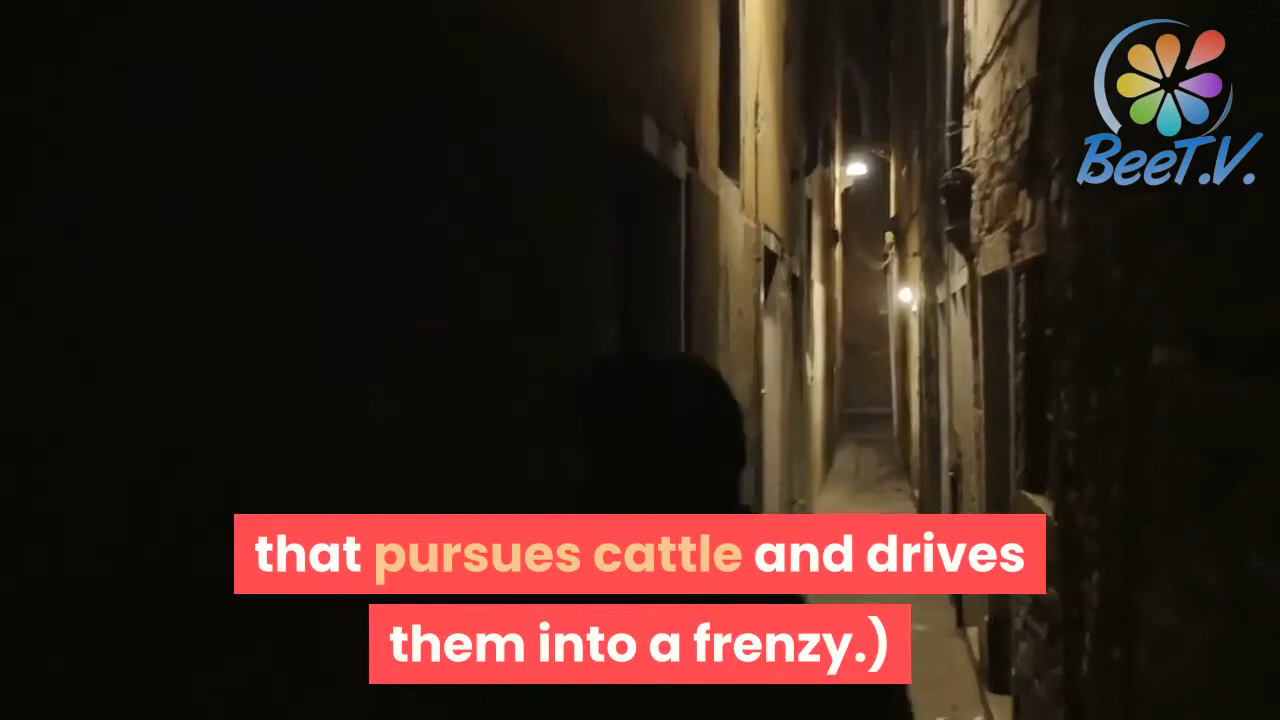 BeeT.V.
that pursues cattle and drives
them into a frenzy.)